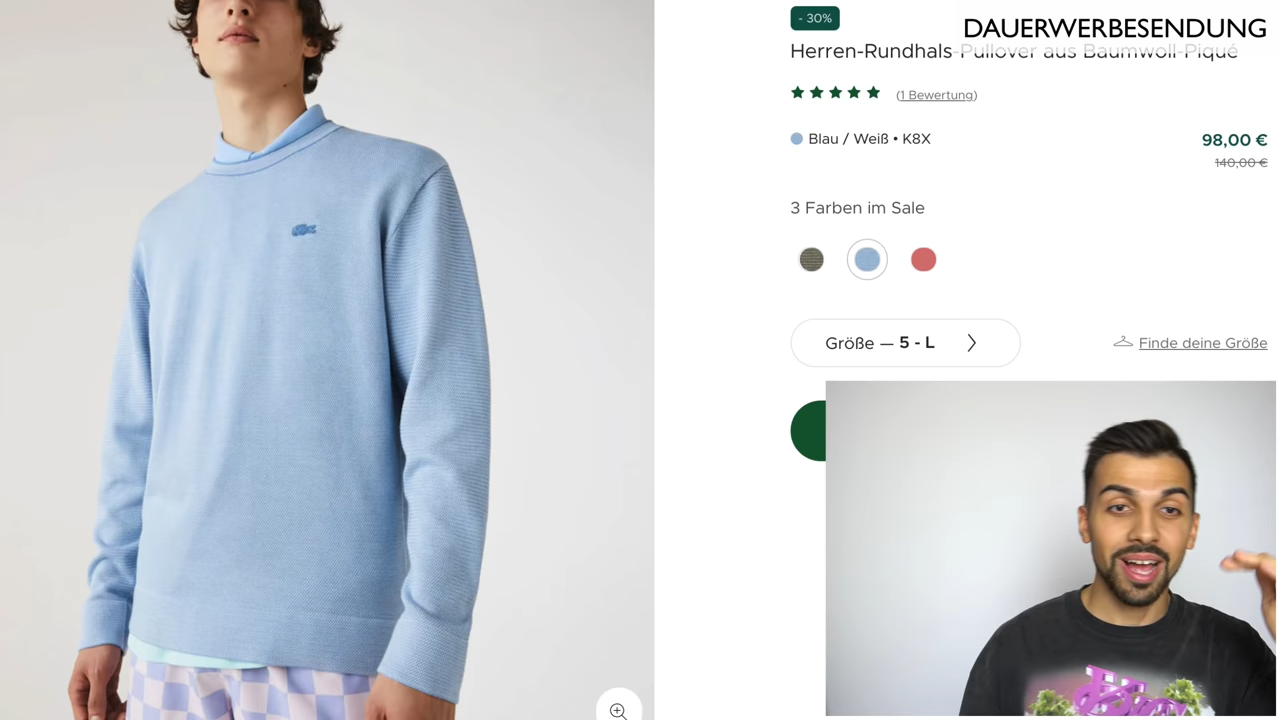 - 30%
DAUERWERBESENDUNG
Herren-Rundhals-Pullover aus Baumwoll-Piqué
(1 Bewertung)
Blau / Weiß • K8X
98,00 €
140,00 €
3 Farben im Sale
Größe — 5 - L
Finde deine Größe